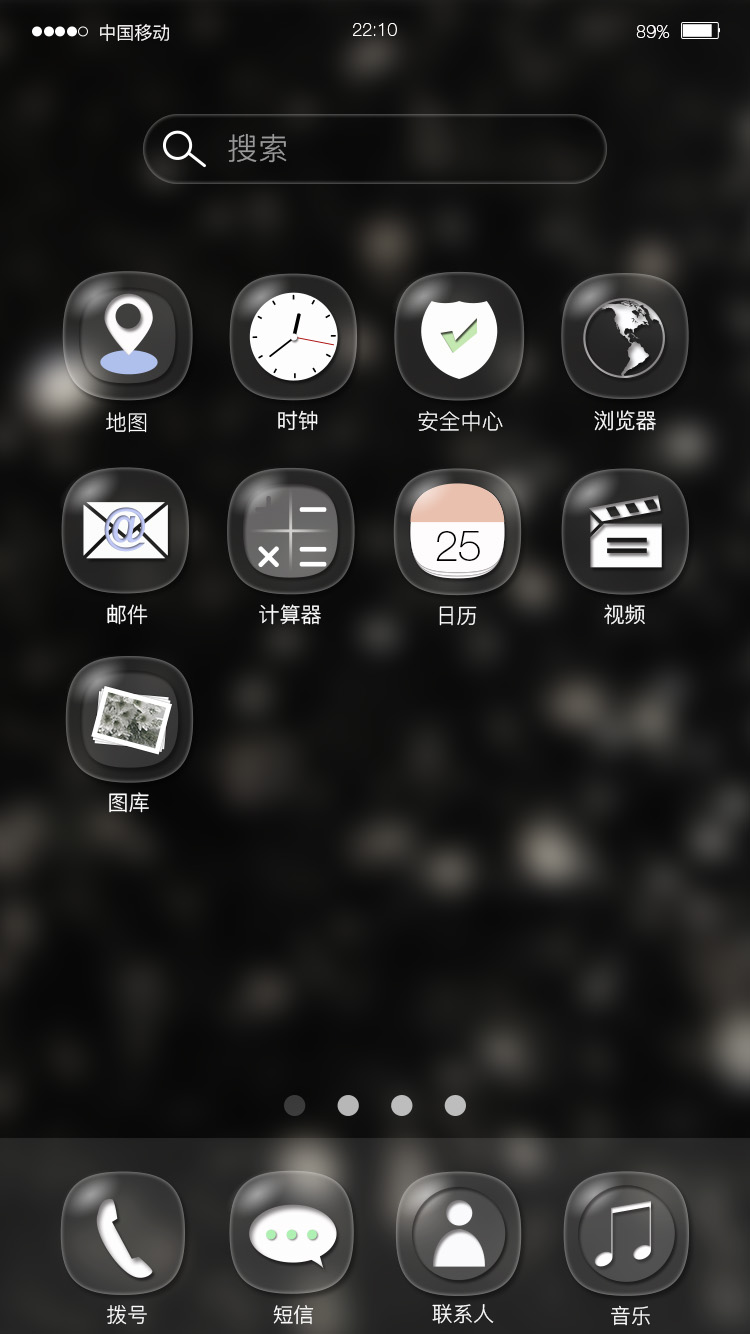 中国移动 22:10 89%
搜索
地图 时钟 安全中心 浏览器
@ 25
邮件 计算器 日历 视频
图库
拨号 短信 联系人 音乐